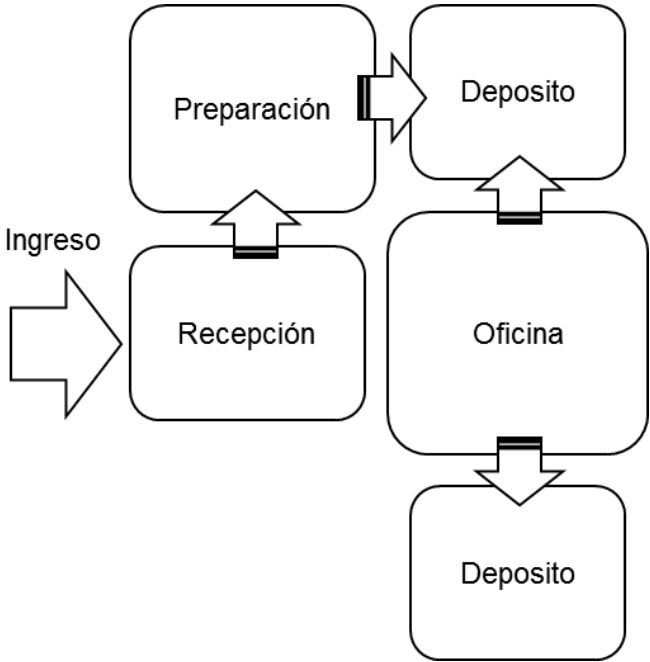 Preparación
Deposito
Ingreso
Recepción
Oficina
Deposito